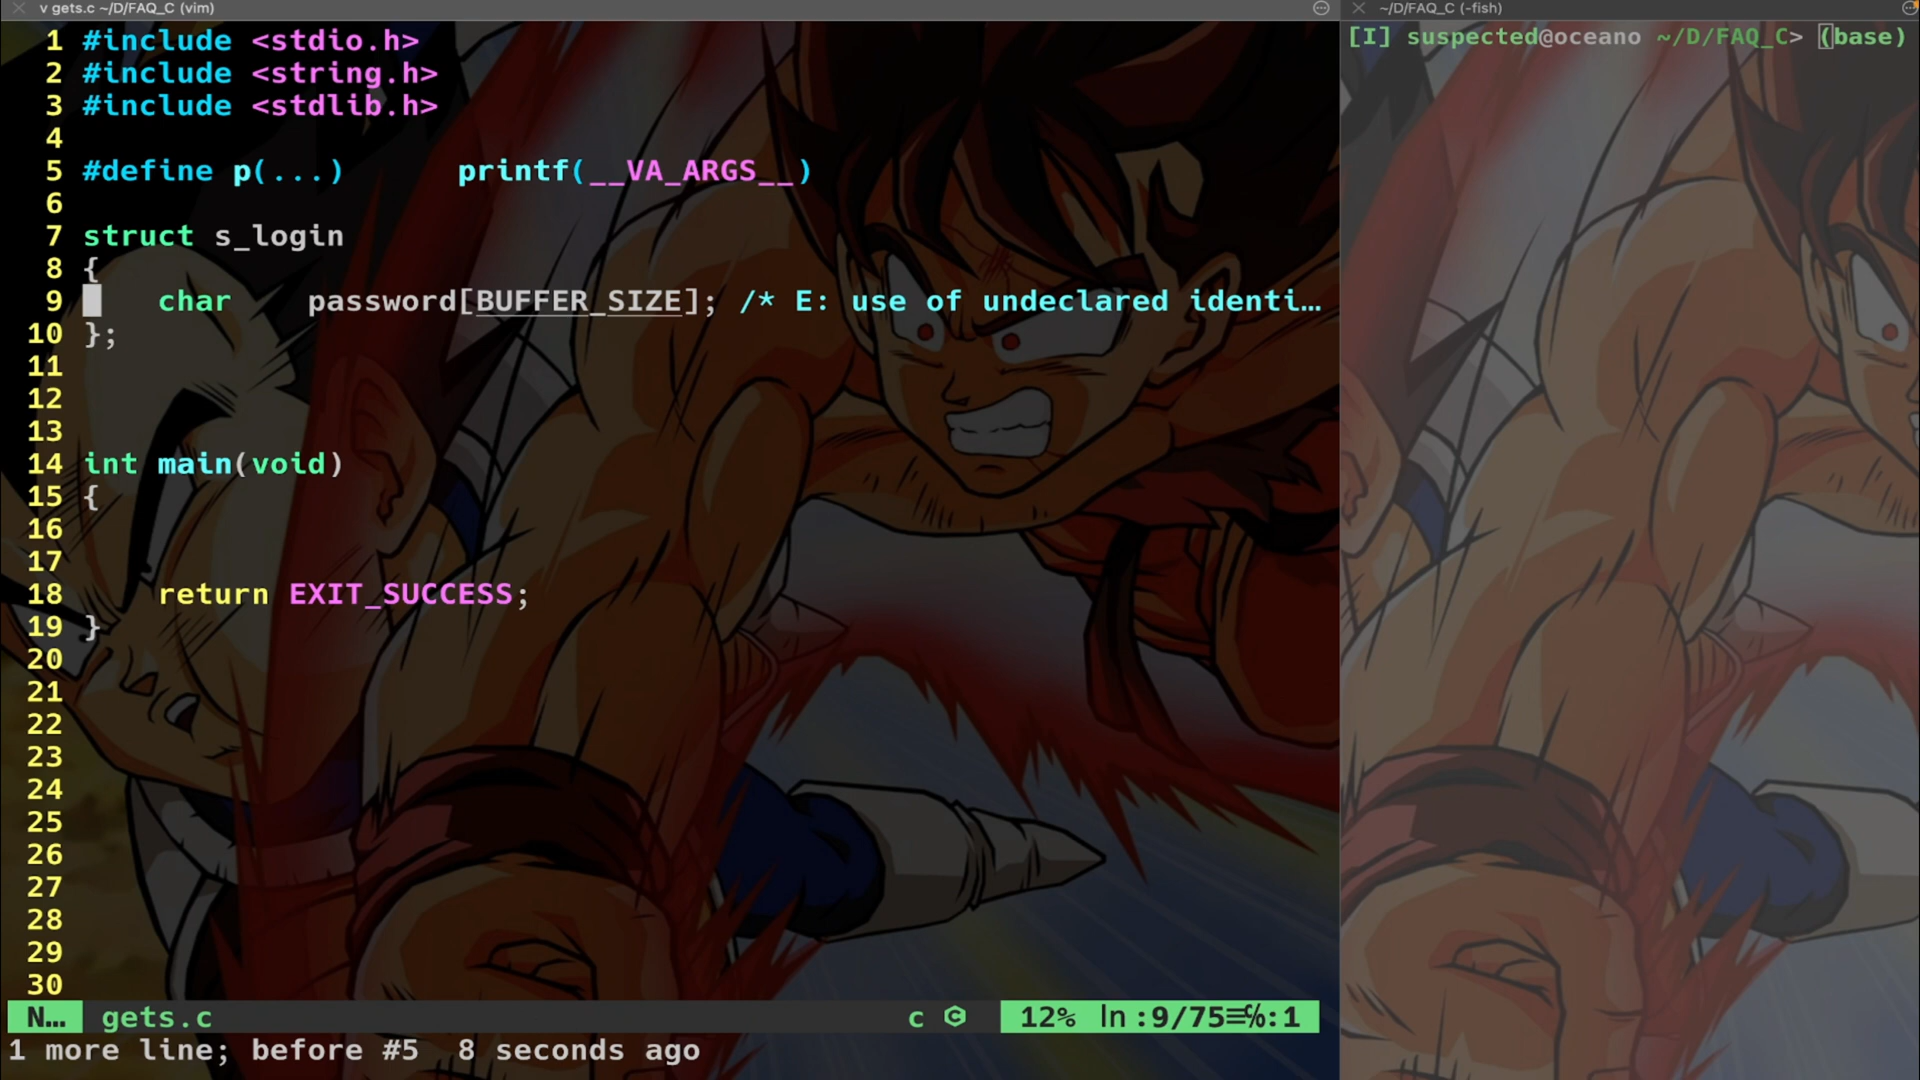 v gets.c ~/D/FAQ_C (vim)
~/D/FAQ_C (-fish)
1 #include <stdio.h>
2 #include <string.h>
3 #include <stdlib.h>
4
5 #define p(...) printf(__VA_ARGS__)
6
7 struct s_login
8 {
9 char password[BUFFER_SIZE]; /* E: use of undeclared identi…
10 };
11
12
13
14 int main(void)
15 {
16
17
18 return EXIT_SUCCESS;
19 }
20
21
22
23
24
25
26
27
28
29
30
N... gets.c c 12% ln :9/75≡℅:1
1 more line; before #5 8 seconds ago
[I] suspected@oceano ~/D/FAQ_C> (base)